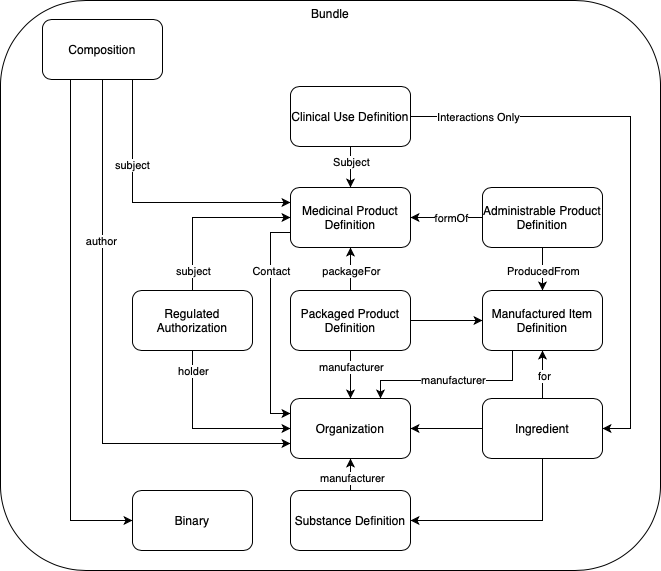 Bundle
Composition
Clinical Use Definition
Interactions Only
subject
Subject
Medicinal Product
Definition
formOf
Administrable Product
Definition
author
subject
Contact
packageFor
ProducedFrom
Regulated
Authorization
Packaged Product
Definition
Manufactured Item
Definition
holder
manufacturer
manufacturer
for
Organization
Ingredient
manufacturer
Binary
Substance Definition